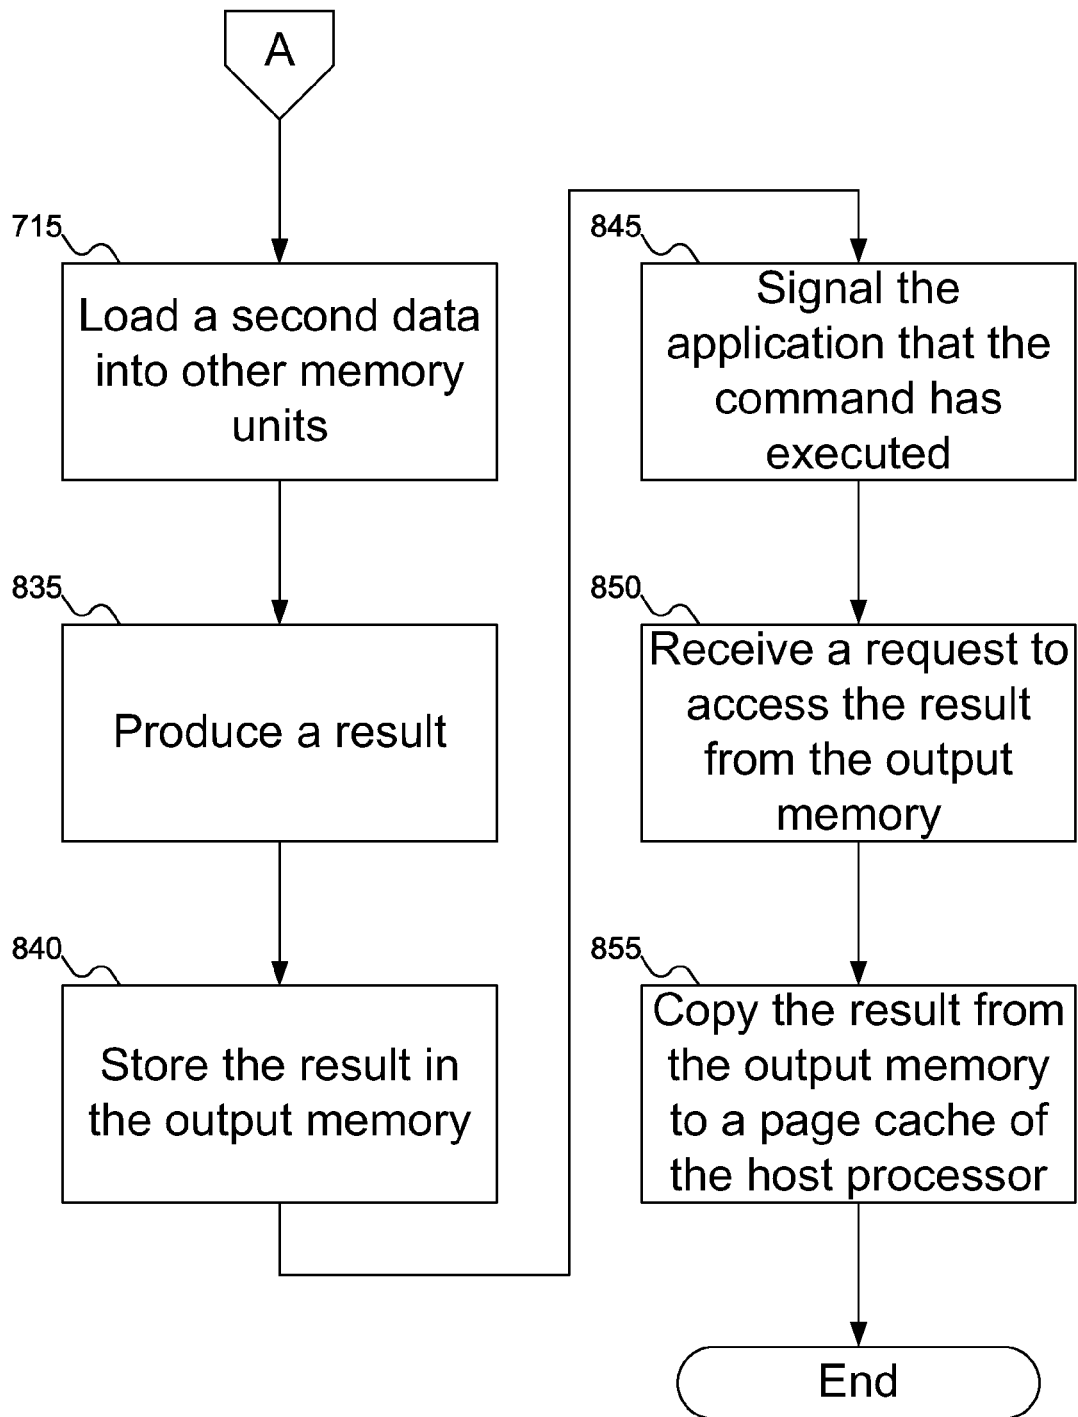 A
715
Load a second data
into other memory
units
835
Produce a result
840
Store the result in
the output memory
845
Signal the
application that the
command has
executed
850
Receive a request to
access the result
from the output
memory
855
Copy the result from
the output memory
to a page cache of
the host processor
End